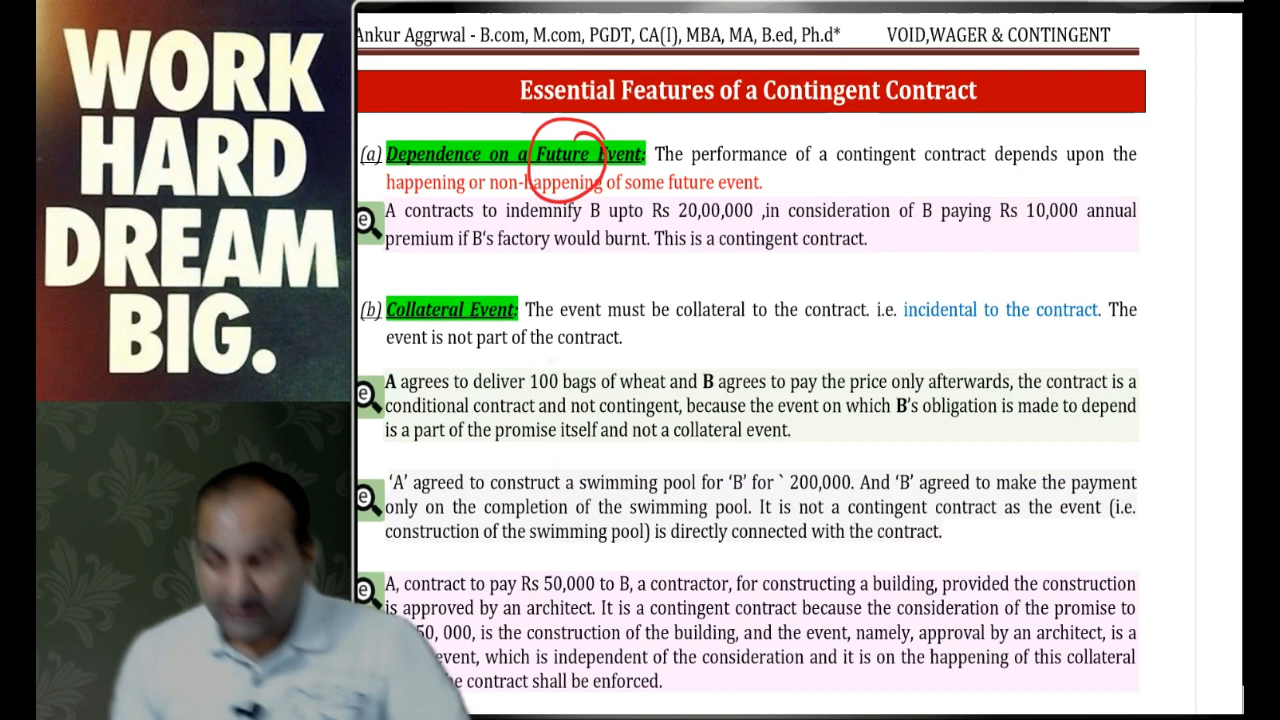 WORK
HARD
DREAM
BIG.
Ankur Aggrwal - B.com, M.com, PGDT, CA(I), MBA, MA, B.ed, Ph.d* VOID,WAGER & CONTINGENT
Essential Features of a Contingent Contract
(a) Dependence on a Future Event: The performance of a contingent contract depends upon the
happening or non-happening of some future event.
e A contracts to indemnify B upto Rs 20,00,000 ,in consideration of B paying Rs 10,000 annual
premium if B's factory would burnt. This is a contingent contract.
(b) Collateral Event: The event must be collateral to the contract. i.e. incidental to the contract. The
event is not part of the contract.
e A agrees to deliver 100 bags of wheat and B agrees to pay the price only afterwards, the contract is a
conditional contract and not contingent, because the event on which B's obligation is made to depend
is a part of the promise itself and not a collateral event.
e 'A' agreed to construct a swimming pool for 'B' for ` 200,000. And 'B' agreed to make the payment
only on the completion of the swimming pool. It is not a contingent contract as the event (i.e.
construction of the swimming pool) is directly connected with the contract.
e A, contract to pay Rs 50,000 to B, a contractor, for constructing a building, provided the construction
is approved by an architect. It is a contingent contract because the consideration of the promise to
50, 000, is the construction of the building, and the event, namely, approval by an architect, is a
event, which is independent of the consideration and it is on the happening of this collateral
contract shall be enforced.